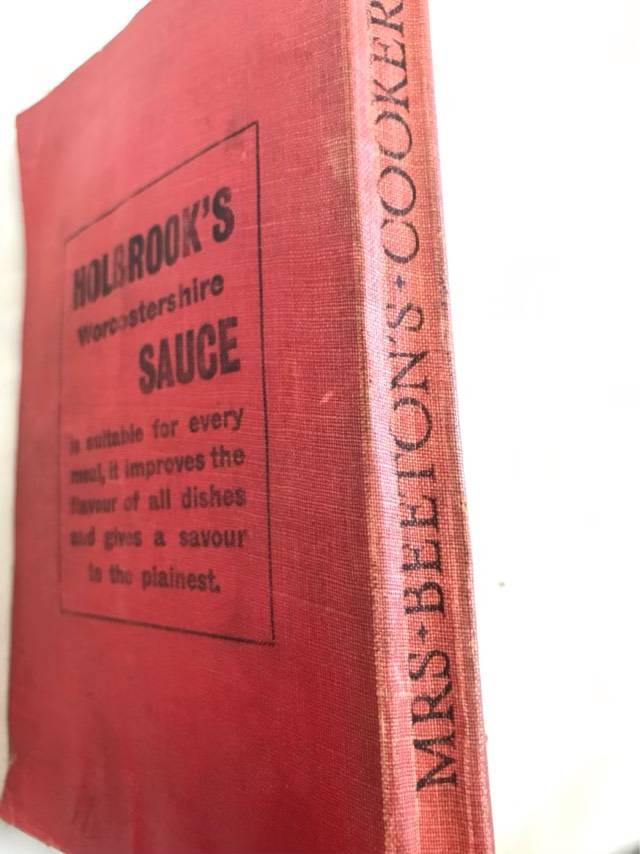 HOLBROOK'S
Worcestershire
SAUCE
is suitable for every
meal, it improves the
flavour of all dishes
and gives a savour
to the plainest.
MRS + BEETON'S + COOKER